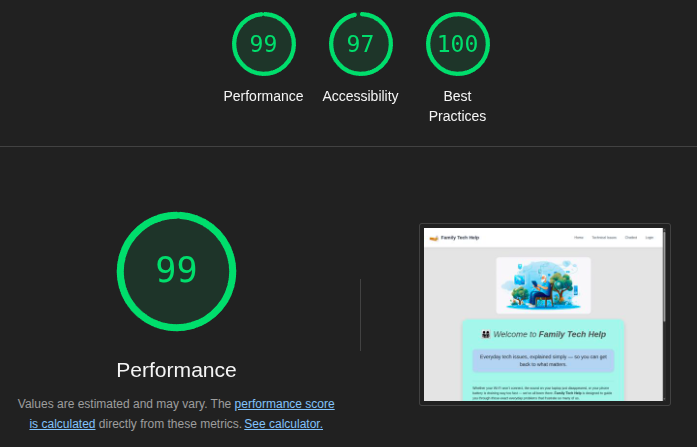 99
97
100
Performance
Accessibility
Best
Practices
99
Performance
Values are estimated and may vary. The performance score
is calculated directly from these metrics. See calculator.
Family Tech Help
Home
Technical Issues
Chatbot
Login
Welcome to Family Tech Help
Everyday tech issues, explained simply — so you can get
back to what matters.